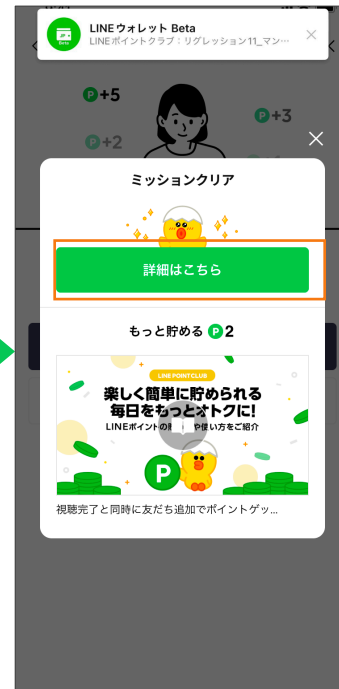 LINEウォレット Beta
LINEポイントクラブ：リグレッション11_マン…
Beta
P+5
P+3
P+2
ミッションクリア
詳細はこちら
もっと貯める P 2
LINE POINTCLUB
楽しく簡単に貯められる
毎日をもっとオトクに!
LINEポイントの や使い方をご紹介
P
視聴完了と同時に友だち追加でポイントゲッ...